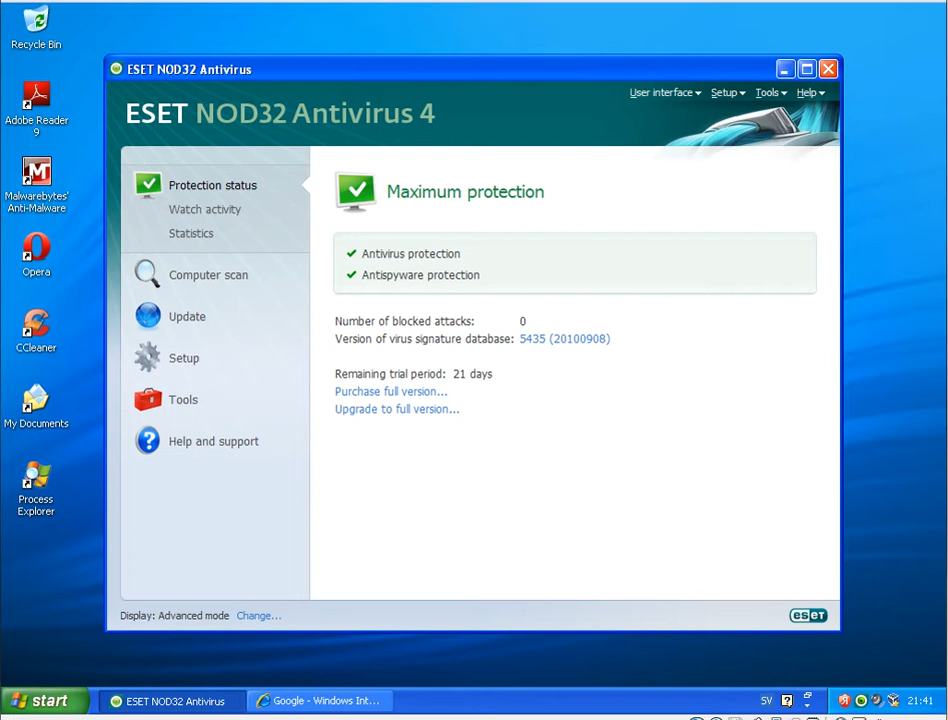 Recycle Bin
Adobe Reader
9
Malwarebytes'
Anti-Malware
Opera
CCleaner
My Documents
Process
Explorer
ESET NOD32 Antivirus
User interface
Setup
Tools
Help
ESET NOD32 Antivirus 4
Protection status
Watch activity
Statistics
Computer scan
Update
Setup
Tools
Help and support
Maximum protection
Antivirus protection
Antispyware protection
Number of blocked attacks: 0
Version of virus signature database: 5435 (20100908)
Remaining trial period: 21 days
Purchase full version...
Upgrade to full version...
Display: Advanced mode Change...
eseT
start
ESET NOD32 Antivirus
Google - Windows Int...
SV
21:41